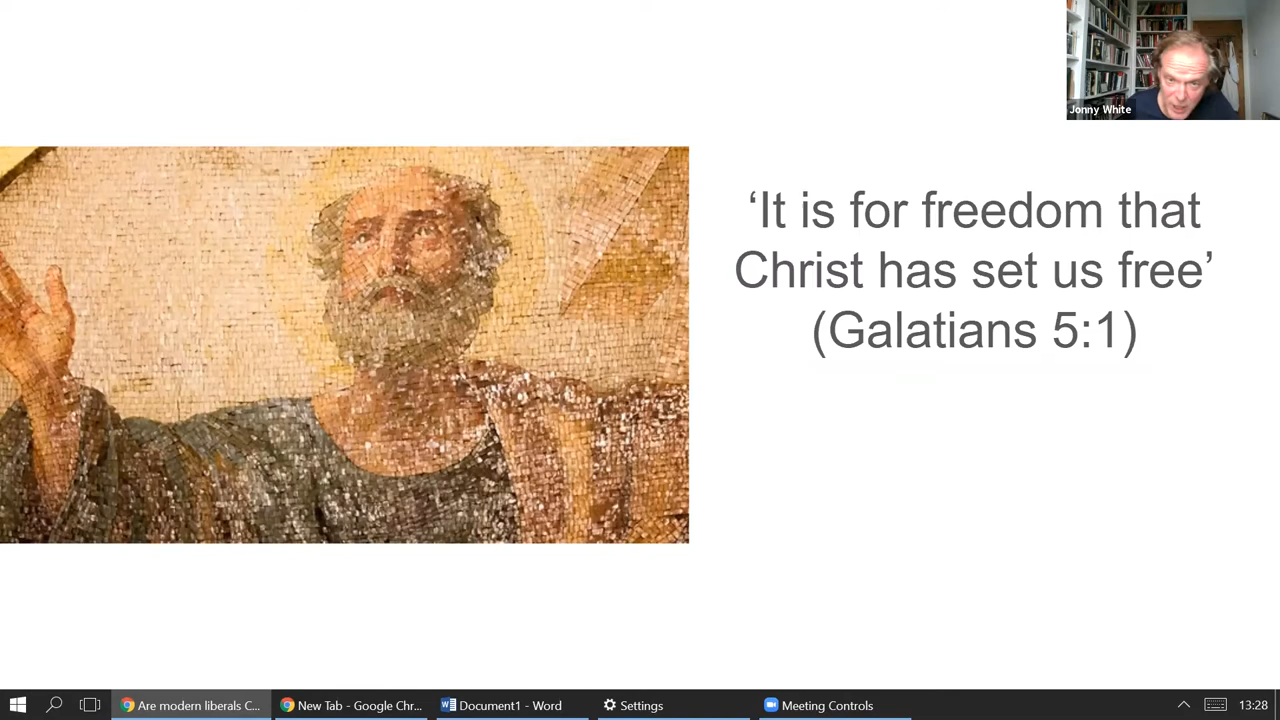 Jonny White
‘It is for freedom that
Christ has set us free’
(Galatians 5:1)
Are modern liberals C...
New Tab - Google Chr...
Document1 - Word
Settings
Meeting Controls
13:28